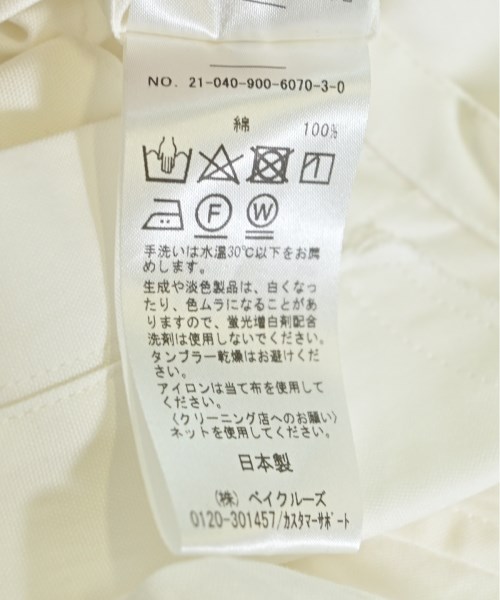 NO. 21-040-900-6070-3-0
綿 100%
F W
手洗いは水温30℃以下をお薦
めします。
生成や淡色製品は、白くなっ
たり、色ムラになることがあ
りますので、蛍光増白剤配合
洗剤は使用しないでください。
タンブラー乾燥はお避けくだ
さい。
アイロンは当て布を使用して
ください。
〈クリーニング店へのお願い〉
ネットを使用してください。
日本製
(株) ベイクルーズ
0120-301457/カスタマーサポート